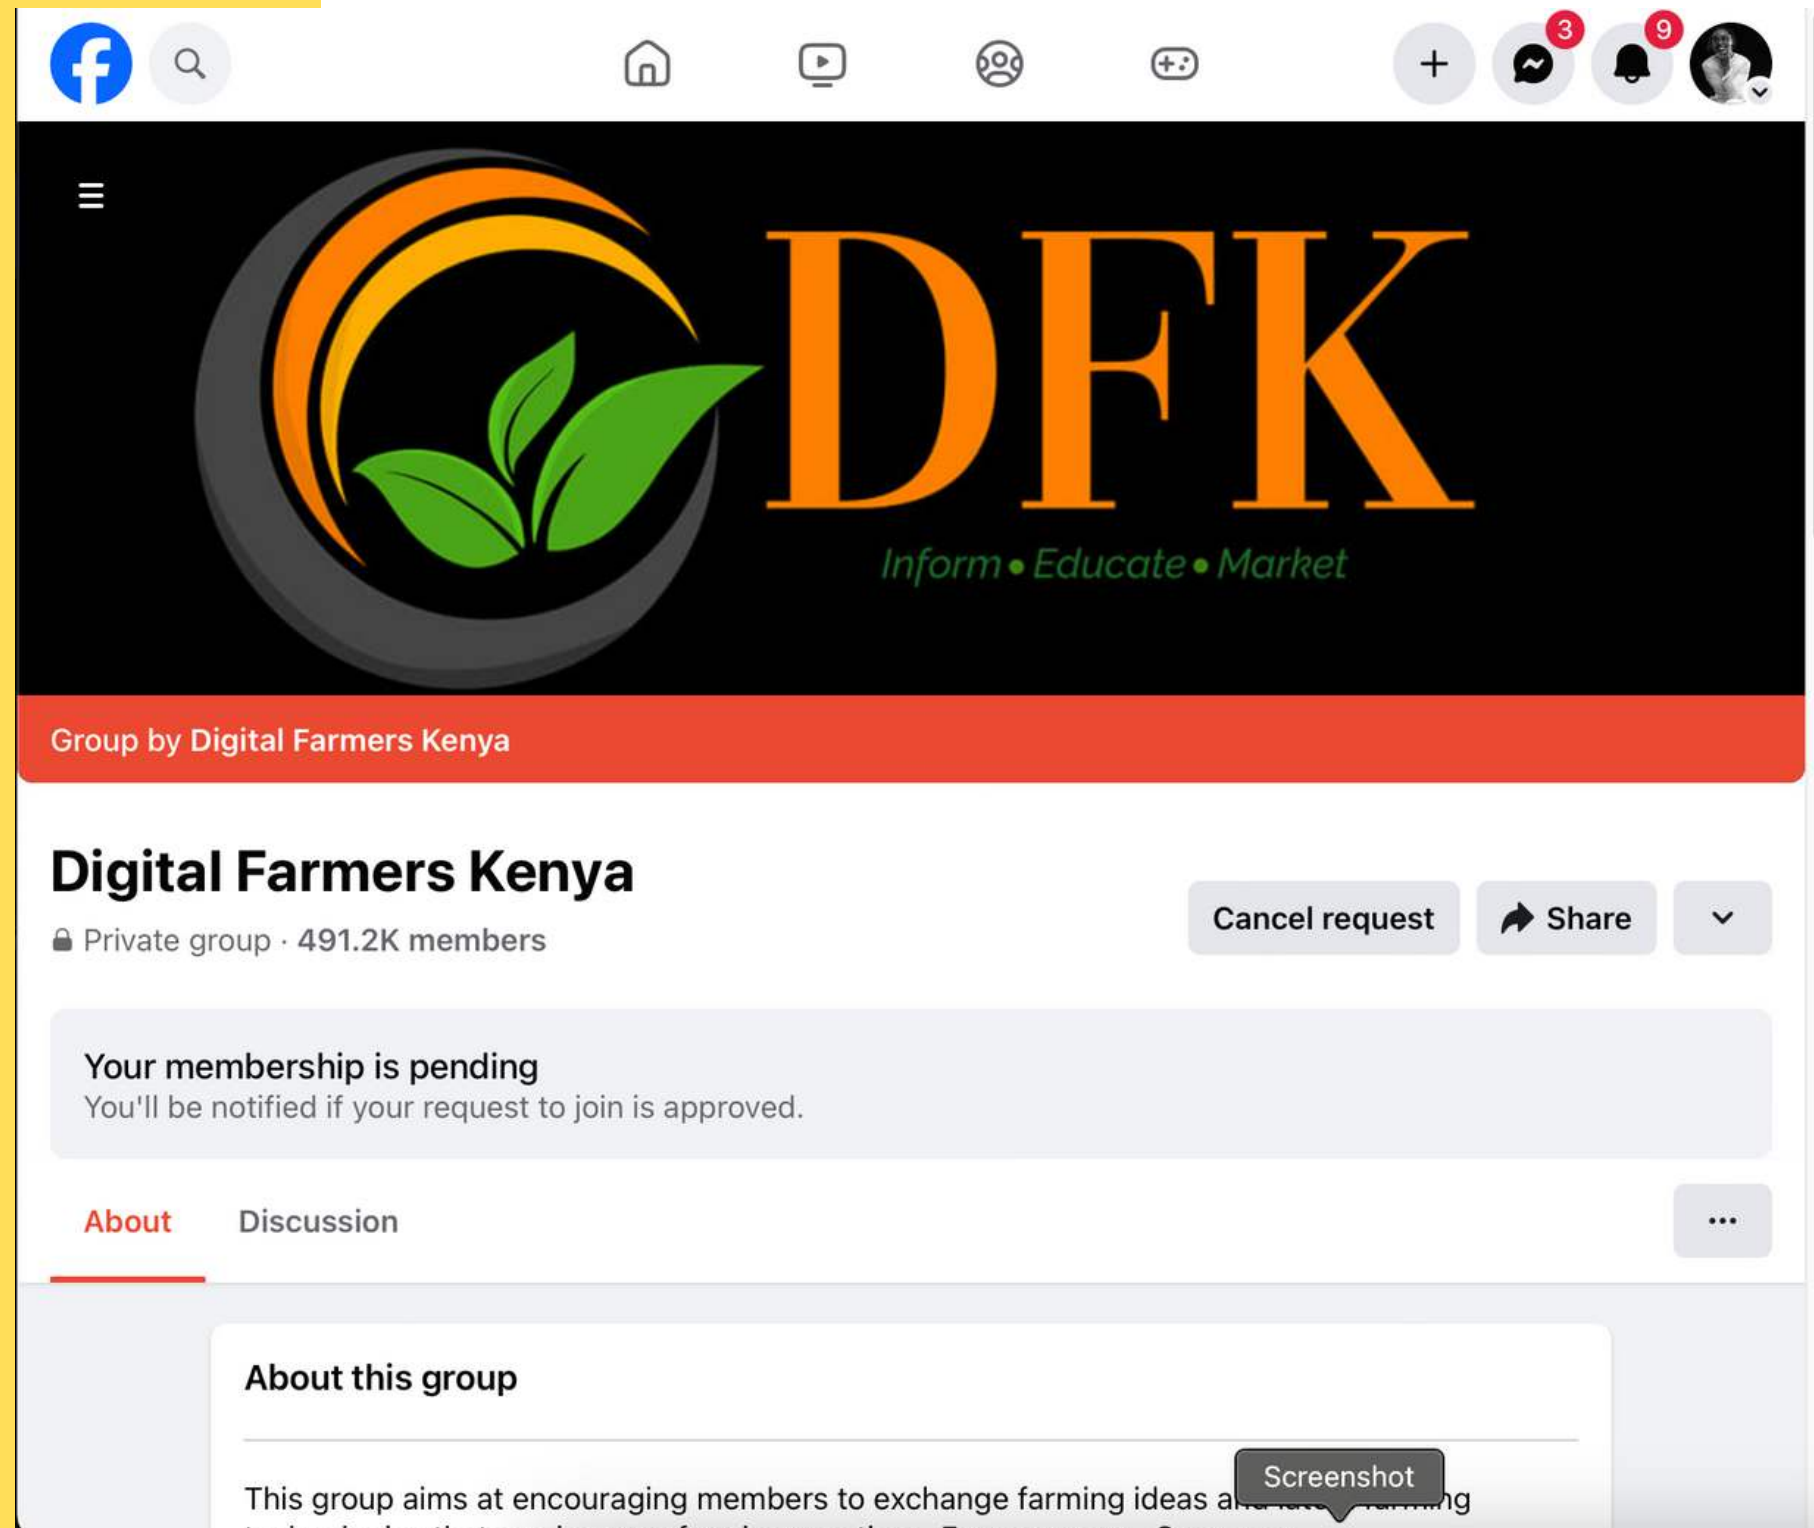 3
9
DFK
Inform • Educate • Market
Group by Digital Farmers Kenya
Digital Farmers Kenya
Private group · 491.2K members
Cancel request
Share
Your membership is pending
You'll be notified if your request to join is approved.
About
Discussion
About this group
Screenshot
This group aims at encouraging members to exchange farming ideas